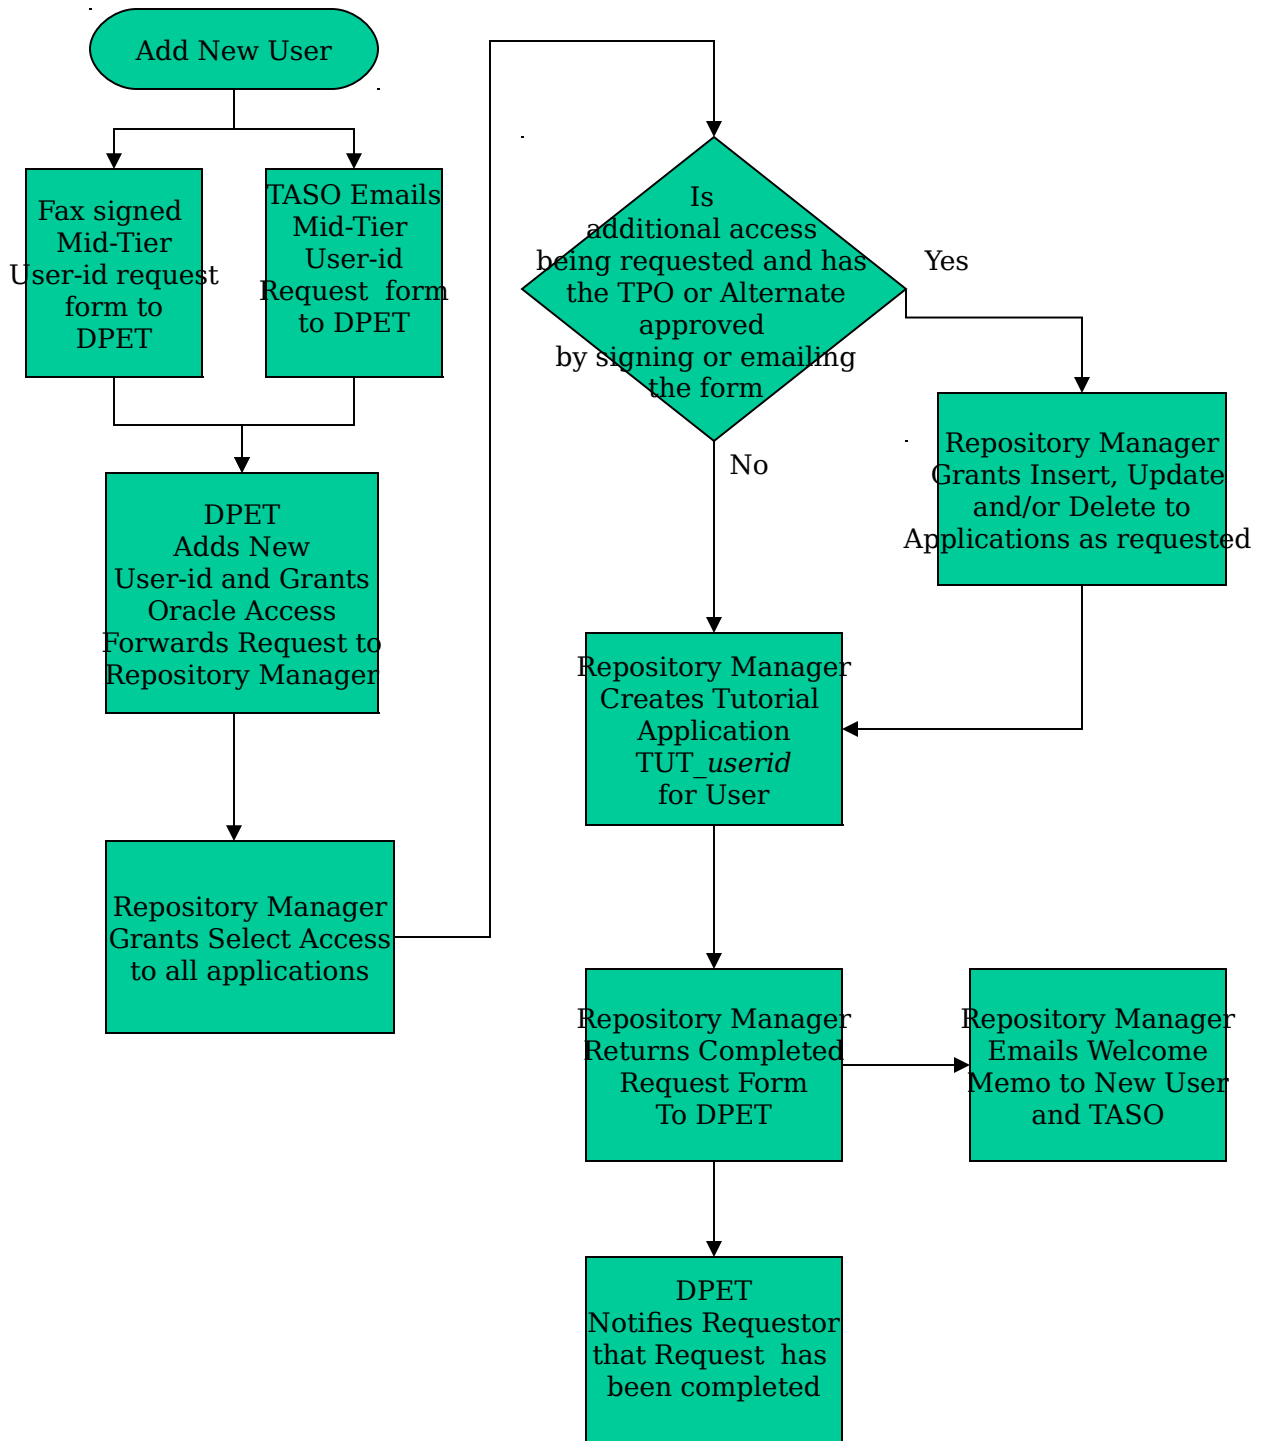 Add New User
Fax signed
Mid-Tier
User-id request
form to
DPET
TASO Emails
Mid-Tier
User-id
Request  form
to DPET
DPET
Adds New
User-id and Grants
Oracle Access
Forwards Request to
Repository Manager
Repository Manager
Grants Select Access
to all applications
Is
additional access
being requested and has
the TPO or Alternate
approved
by signing or emailing
the form
Yes
No
Repository Manager
Grants Insert, Update
and/or Delete to
Applications as requested
Repository Manager
Creates Tutorial
Application
TUT_userid
for User
Repository Manager
Returns Completed
Request Form
To DPET
Repository Manager
Emails Welcome
Memo to New User
and TASO
DPET
Notifies Requestor
that Request  has
been completed